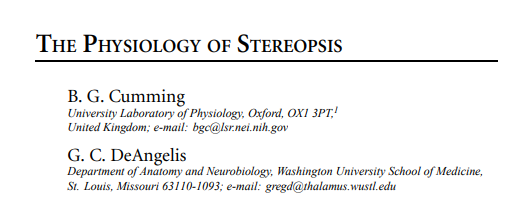 THE PHYSIOLOGY OF STEREOPSIS
B. G. Cumming
University Laboratory of Physiology, Oxford, OX1 3PT,¹
United Kingdom; e-mail: bgc@lsr.nei.nih.gov
G. C. DeAngelis
Department of Anatomy and Neurobiology, Washington University School of Medicine,
St. Louis, Missouri 63110-1093; e-mail: gregd@thalamus.wustl.edu